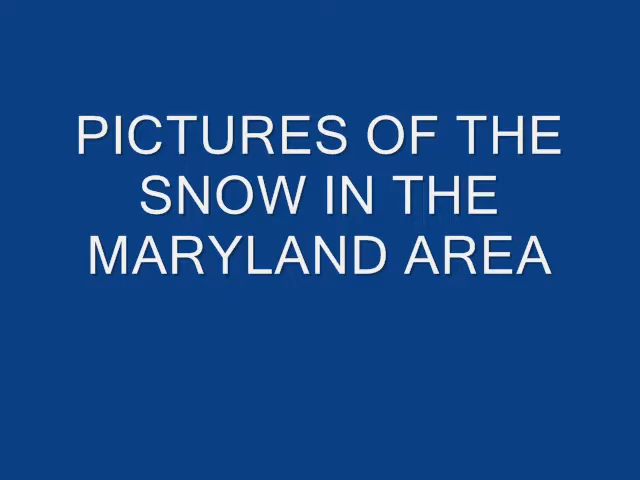 PICTURES OF THE
SNOW IN THE
MARYLAND AREA